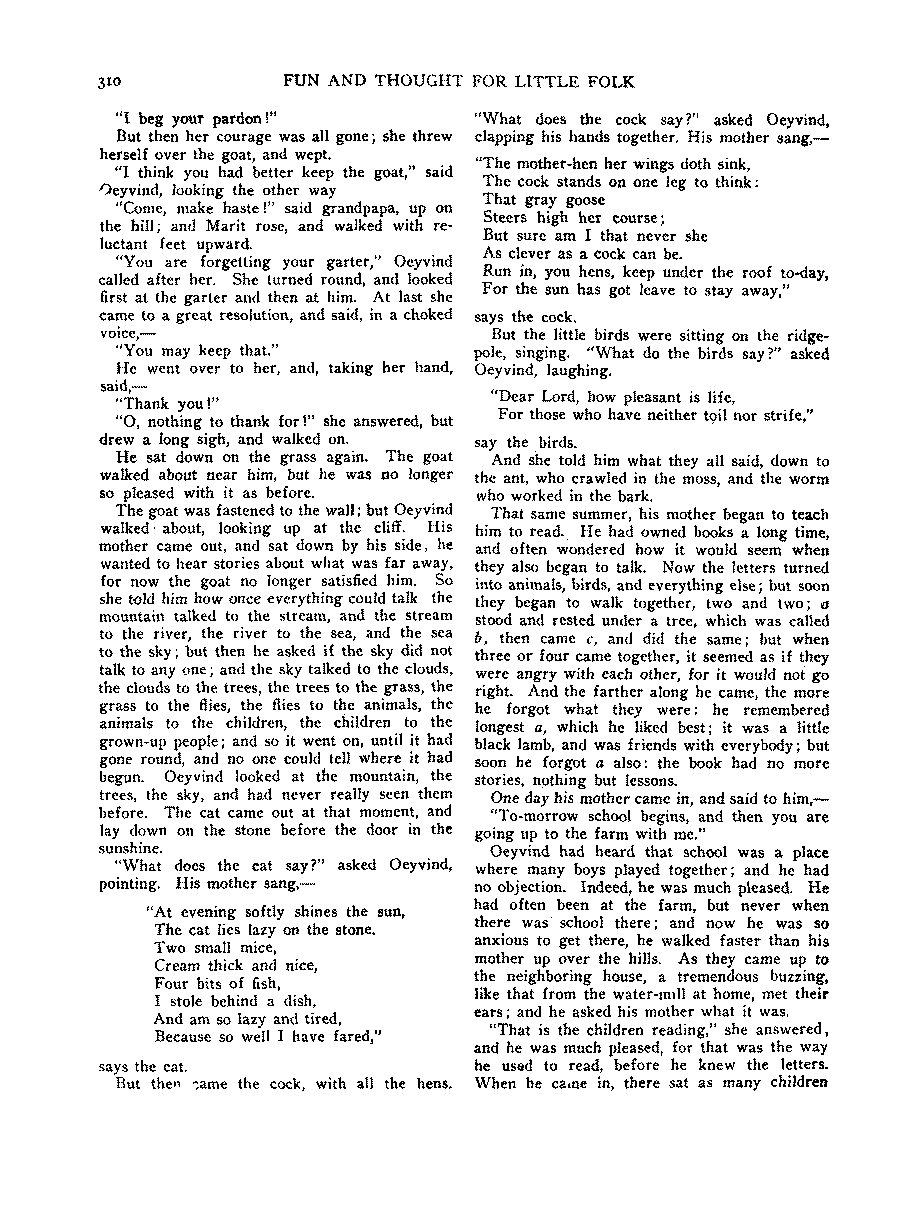 310
FUN AND THOUGHT FOR LITTLE FOLK
"I beg your pardon!"
But then her courage was all gone; she threw
herself over the goat, and wept.
"I think you had better keep the goat," said
Oeyvind, looking the other way
"Come, make haste!" said grandpapa, up on
the hill; and Marit rose, and walked with re-
luctant feet upward.
"You are forgetting your garter," Oeyvind
called after her. She turned round, and looked
first at the garter and then at him. At last she
came to a great resolution, and said, in a choked
voice,—
"You may keep that."
He went over to her, and, taking her hand,
said,—
"Thank you!"
"O, nothing to thank for!" she answered, but
drew a long sigh, and walked on.
He sat down on the grass again. The goat
walked about near him, but he was no longer
so pleased with it as before.
The goat was fastened to the wall; but Oeyvind
walked about, looking up at the cliff. His
mother came out, and sat down by his side, he
wanted to hear stories about what was far away,
for now the goat no longer satisfied him. So
she told him how once everything could talk the
mountain talked to the stream, and the stream
to the river, the river to the sea, and the sea
to the sky; but then he asked if the sky did not
talk to any one; and the sky talked to the clouds,
the clouds to the trees, the trees to the grass, the
grass to the flies, the flies to the animals, the
animals to the children, the children to the
grown-up people; and so it went on, until it had
gone round, and no one could tell where it had
begun. Oeyvind looked at the mountain, the
trees, the sky, and had never really seen them
before. The cat came out at that moment, and
lay down on the stone before the door in the
sunshine.
"What does the cat say?" asked Oeyvind,
pointing. His mother sang,—
"At evening softly shines the sun,
The cat lies lazy on the stone.
Two small mice,
Cream thick and nice,
Four bits of fish,
I stole behind a dish,
And am so lazy and tired,
Because so well I have fared,"
says the cat.
But then came the cock, with all the hens.
"What does the cock say?" asked Oeyvind,
clapping his hands together. His mother sang,—
"The mother-hen her wings doth sink,
The cock stands on one leg to think:
That gray goose
Steers high her course;
But sure am I that never she
As clever as a cock can be.
Run in, you hens, keep under the roof to-day,
For the sun has got leave to stay away,"
says the cock.
But the little birds were sitting on the ridge-
pole, singing. "What do the birds say?" asked
Oeyvind, laughing.
"Dear Lord, how pleasant is life,
For those who have neither toil nor strife,"
say the birds.
And she told him what they all said, down to
the ant, who crawled in the moss, and the worm
who worked in the bark.
That same summer, his mother began to teach
him to read. He had owned books a long time,
and often wondered how it would seem when
they also began to talk. Now the letters turned
into animals, birds, and everything else; but soon
they began to walk together, two and two; a
stood and rested under a tree, which was called
b, then came c, and did the same; but when
three or four came together, it seemed as if they
were angry with each other, for it would not go
right. And the farther along he came, the more
he forgot what they were: he remembered
longest a, which he liked best; it was a little
black lamb, and was friends with everybody; but
soon he forgot a also: the book had no more
stories, nothing but lessons.
One day his mother came in, and said to him,—
"To-morrow school begins, and then you are
going up to the farm with me."
Oeyvind had heard that school was a place
where many boys played together; and he had
no objection. Indeed, he was much pleased. He
had often been at the farm, but never when
there was school there; and now he was so
anxious to get there, he walked faster than his
mother up over the hills. As they came up to
the neighboring house, a tremendous buzzing,
like that from the water-mill at home, met their
ears; and he asked his mother what it was.
"That is the children reading," she answered,
and he was much pleased, for that was the way
he used to read, before he knew the letters.
When he came in, there sat as many children